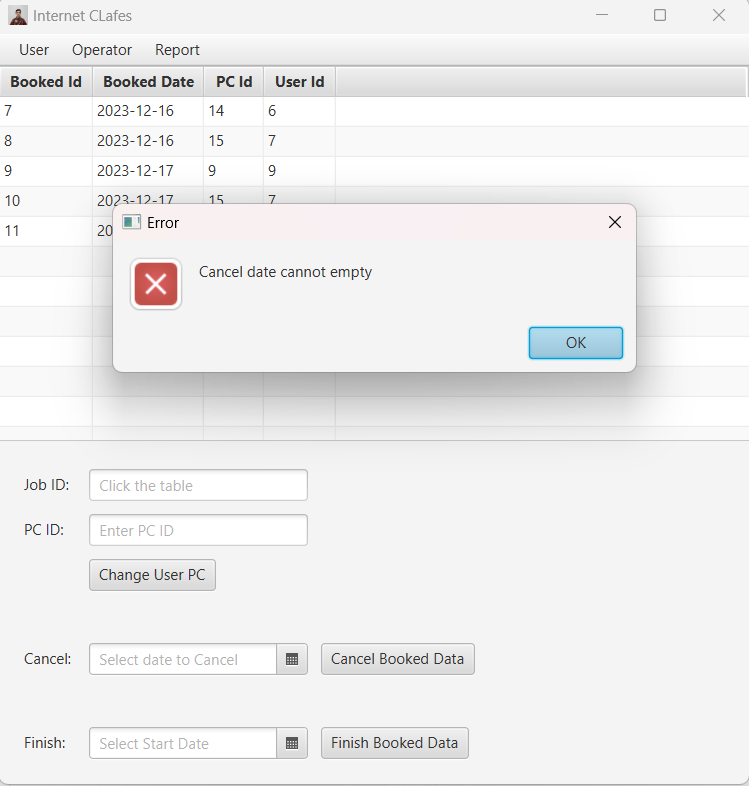 Internet CLafes
User Operator Report
Booked Id Booked Date PC Id User Id
7 2023-12-16 14 6
8 2023-12-16 15 7
9 2023-12-17 9 9
10 2023-12-17 15 7
11 20
Error
Cancel date cannot empty
OK
Job ID: Click the table
PC ID: Enter PC ID
Change User PC
Cancel: Select date to Cancel Cancel Booked Data
Finish: Select Start Date Finish Booked Data